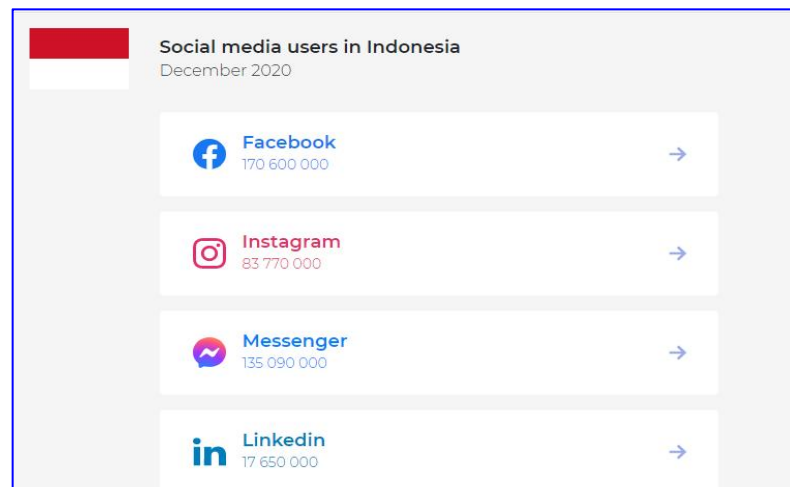 Social media users in Indonesia
December 2020
Facebook
170 600 000
Instagram
83 770 000
Messenger
135 090 000
Linkedin
17 650 000